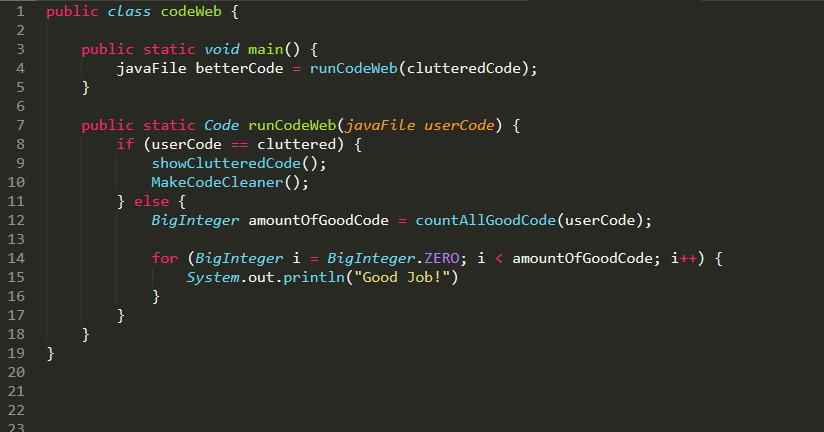 1 public class codeWeb {
2
3     public static void main() {
4         javaFile betterCode = runCodeWeb(clutteredCode);
5     }
6
7     public static Code runCodeWeb(javaFile userCode) {
8         if (userCode == cluttered) {
9             showClutteredCode();
10             MakeCodeCleaner();
11         } else {
12             BigInteger amountOfGoodCode = countAllGoodCode(userCode);
13
14             for (BigInteger i = BigInteger.ZERO; i < amountOfGoodCode; i++) {
15                 System.out.println("Good Job!")
16             }
17         }
18     }
19 }
20
21
22
23